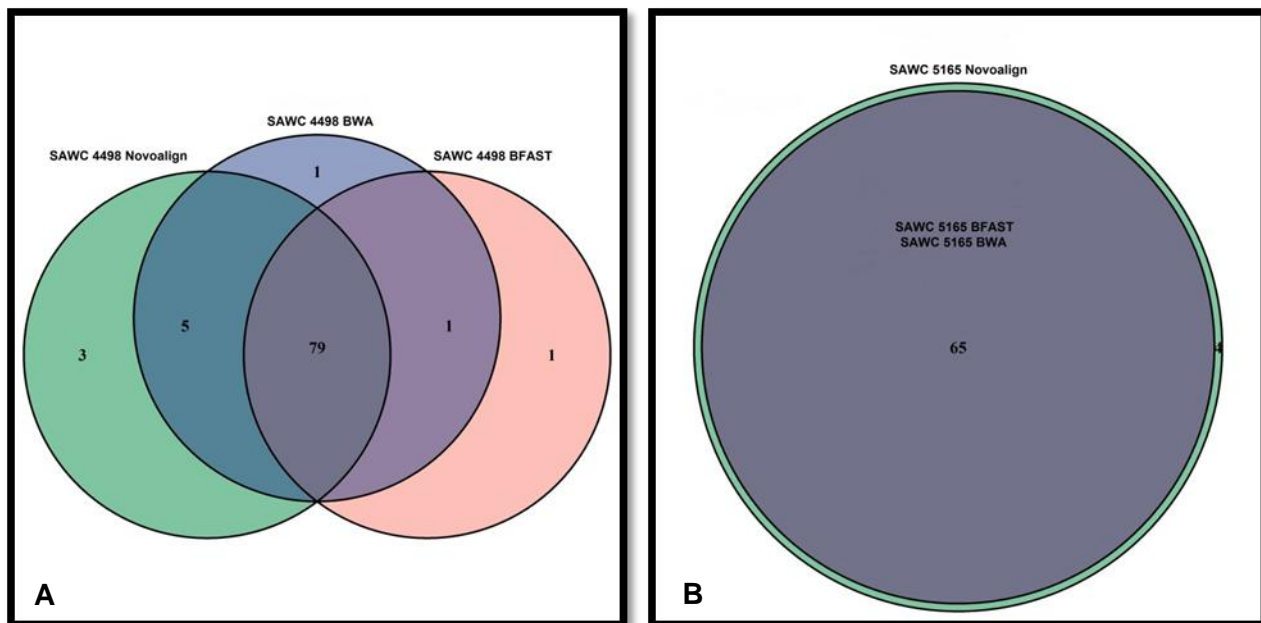 SAWC 4498 BWA
SAWC 4498 Novoalign
SAWC 4498 BFAST
1
5
1
3
79
1
A
SAWC 5165 Novoalign
SAWC 5165 BFAST
SAWC 5165 BWA
65
4
B